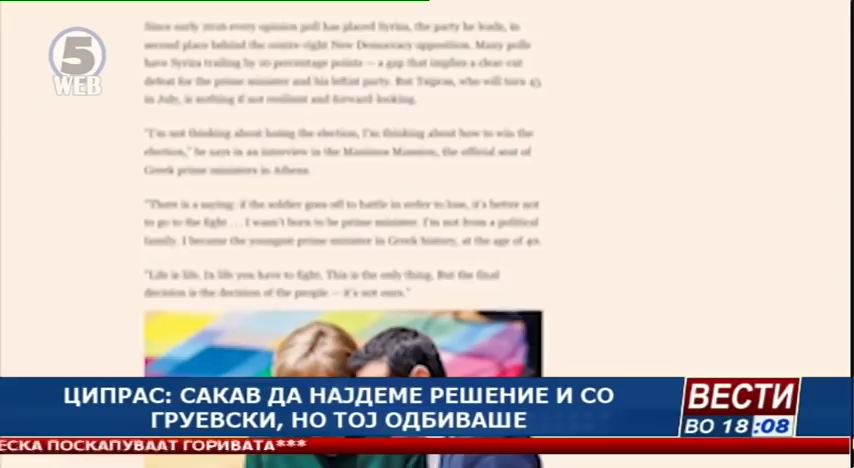 Since early 2016 every opinion poll has placed Syriza, the party he leads, in
second place behind the centre-right New Democracy opposition. Many polls
have Syriza trailing by 10 percentage points — a gap that implies a clear-cut
defeat for the prime minister and his leftist party. But Tsipras, who will turn 45
in July, is nothing if not resilient and forward-looking.
"I'm not thinking about losing the election, I'm thinking about how to win the
election," he says in an interview in the Maximos Mansion, the official seat of
Greek prime ministers in Athens.
"There is a saying: if the soldier goes off to battle in order to lose, it's better not
to go to the fight . . . I wasn't born to be prime minister. I'm not from a political
family. I became the youngest prime minister in Greek history, at the age of 40.
"Life is life. In life you have to fight. This is the only thing. But the final
decision is the decision of the people — it's not ours."
5
WEB
ЦИПРАС: САКАВ ДА НАЈДЕМЕ РЕШЕНИЕ И СО
ГРУЕВСКИ, НО ТОЈ ОДБИВАШЕ
ВЕСТИ
ВО 18:08
ЕСКА ПОСКАПУВААТ ГОРИВАТА***